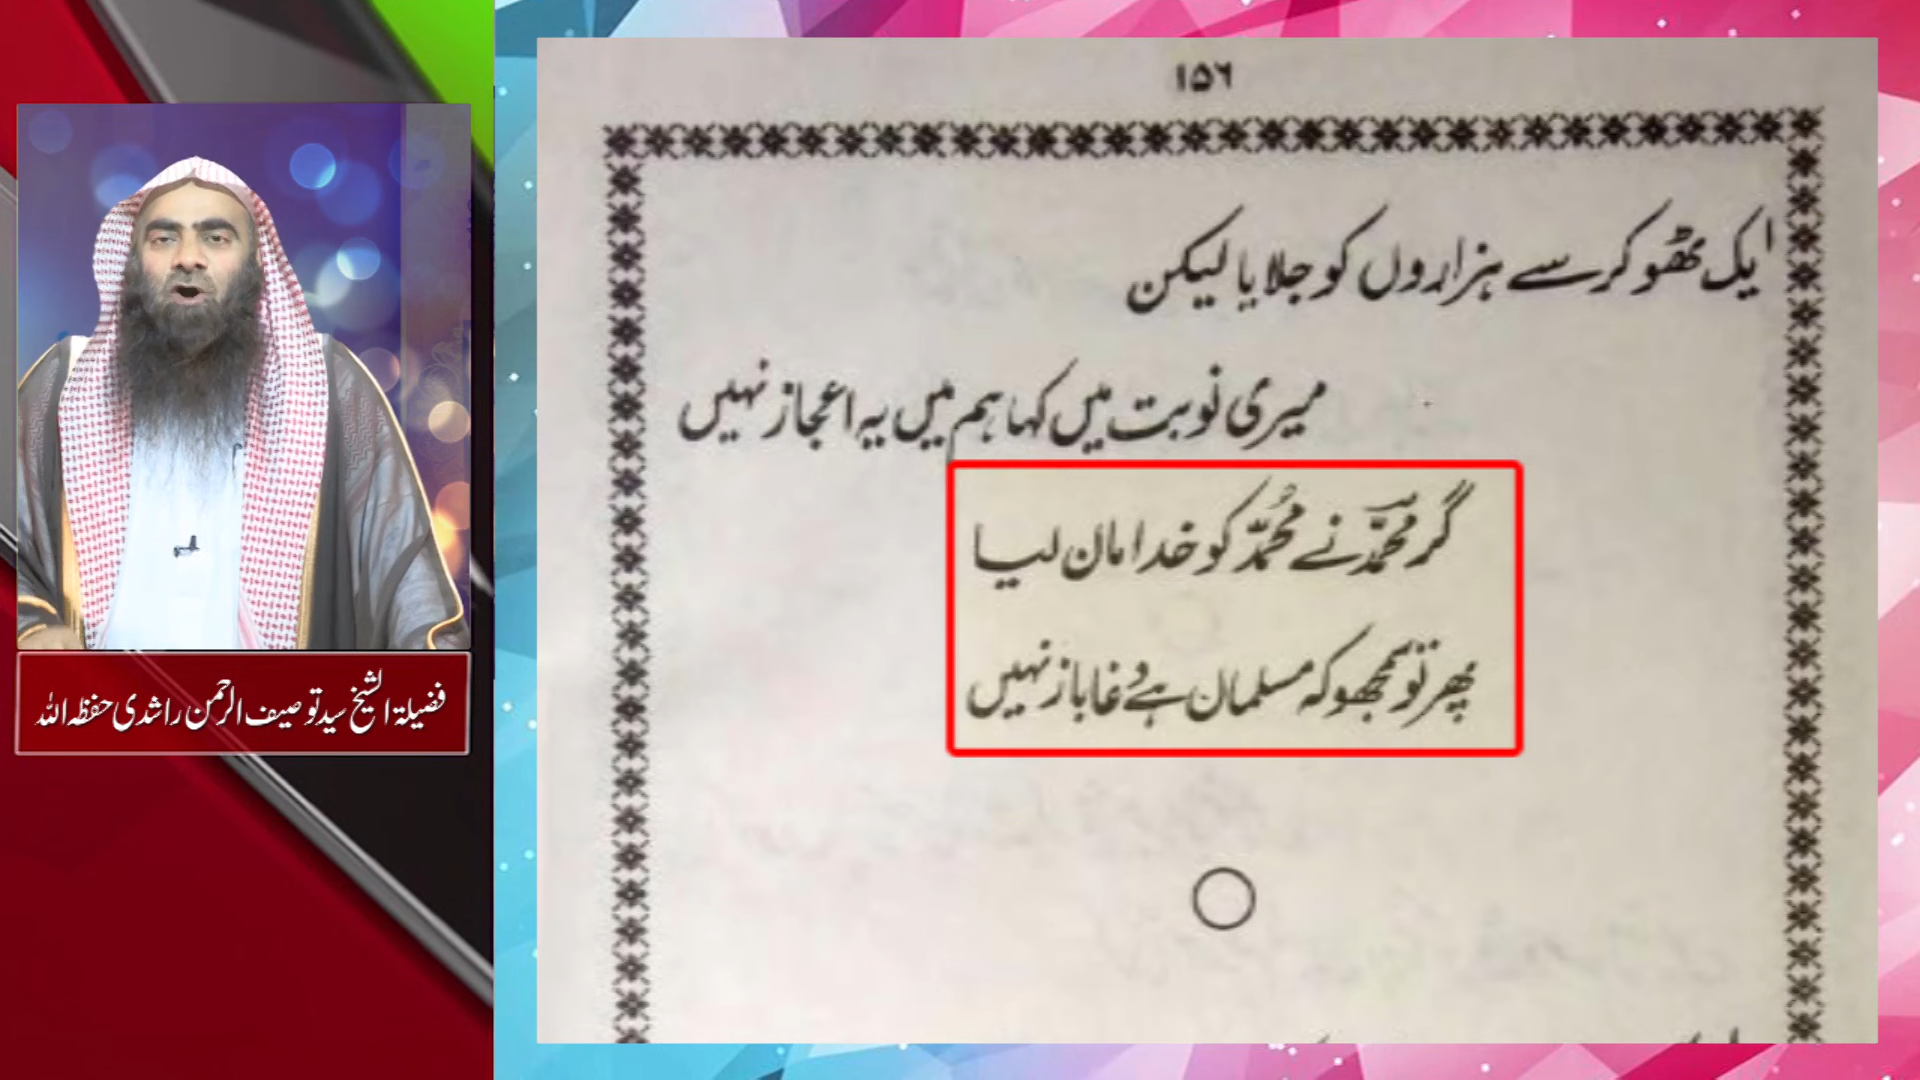 ۱۵۶
ایک ٹھوکر سے ہزاروں کو جلایا لیکن
میری نوبت میں کہا ہم میں یہ اعجاز نہیں
گر محمدؐ نے محمدؐ کو خدا مان لیا
پھر تو سمجھو کہ مسلمان ہے دغاباز نہیں
فضیلۃ الشیخ سید توصیف الرحمن راشدی حفظہ اللہ